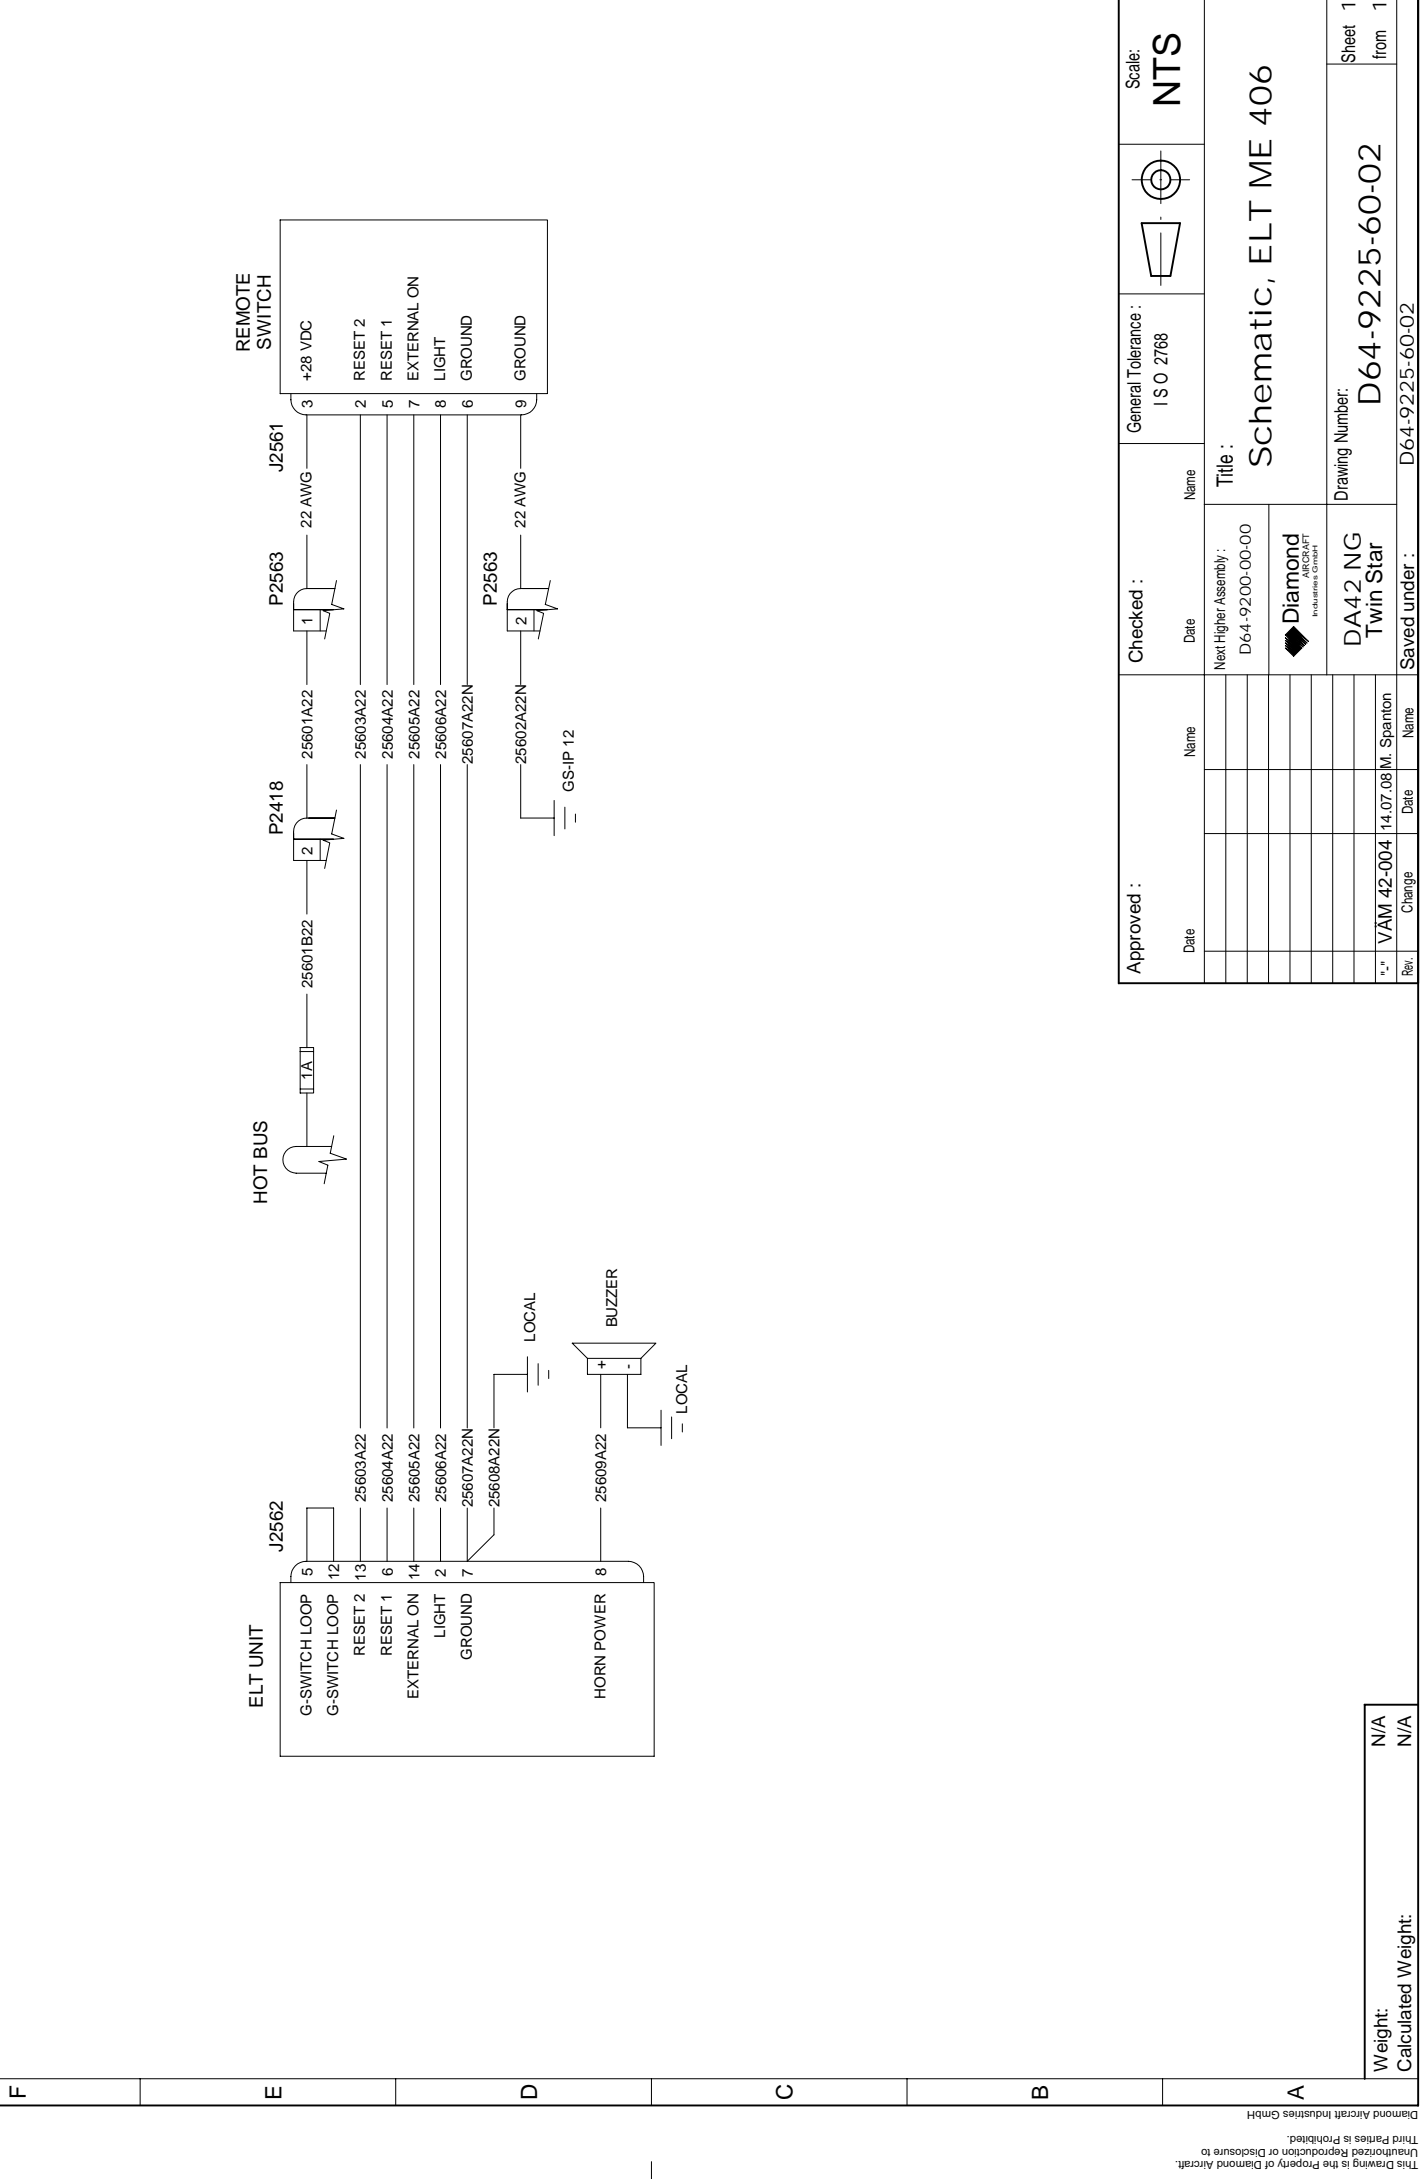 F
E
D
C
B
A
ELT UNIT
J2562
G-SWITCH LOOP 5
G-SWITCH LOOP 12
RESET 2 13 25603A22 25603A22 2 RESET 2
RESET 1 6 25604A22 25604A22 5 RESET 1
EXTERNAL ON 14 25605A22 25605A22 7 EXTERNAL ON
LIGHT 2 25606A22 25606A22 8 LIGHT
GROUND 7 25607A22N 25607A22N 6 GROUND
25608A22N
LOCAL
HORN POWER 8 25609A22 + BUZZER
-
LOCAL
HOT BUS
1A
25601B22
P2418
2
25601A22
P2563
1
22 AWG
J2561
3 +28 VDC
REMOTE
SWITCH
GS-IP 12
25602A22N
P2563
2
22 AWG
9 GROUND
Approved :
Date Name
Checked :
Date Name
General Tolerance :
ISO 2768
Scale:
NTS
Next Higher Assembly :
D64-9200-00-00
Title :
Schematic, ELT ME 406
Diamond
AIRCRAFT
Industries GmbH
DA42 NG
Twin Star
Drawing Number:
D64-9225-60-02
Sheet 1
from 1
"-" VÄM 42-004 14.07.08 M. Spanton
Rev. Change Date Name
Saved under : D64-9225-60-02
Weight: N/A
Calculated Weight: N/A
This Drawing is the Property of Diamond Aircraft.
Unauthorized Reproduction or Disclosure to
Third Parties is Prohibited.
Diamond Aircraft Industries GmbH